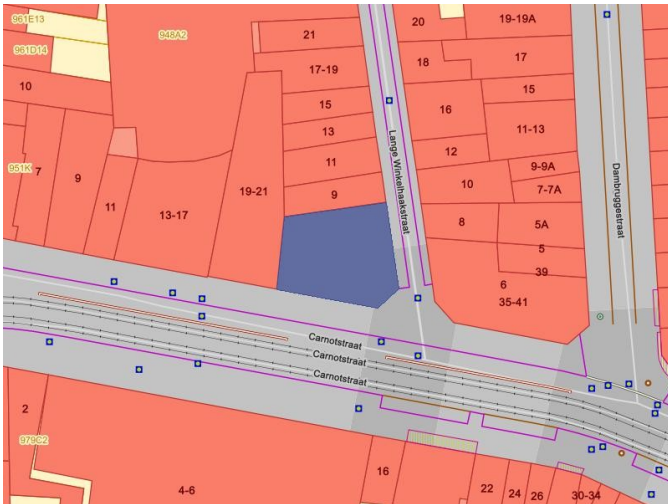 961E13
948A2
961D14
10
951K
7
9
11
13-17
19-21
21
17-19
15
13
11
9
Lange Winkelhaakstraat
20
18
16
12
10
8
6
35-41
19-19A
17
15
11-13
9-9A
7-7A
5A
5
39
Dambruggestraat
Carnotstraat
Carnotstraat
Carnotstraat
2
979C2
4-6
16
22
24
26
30-34